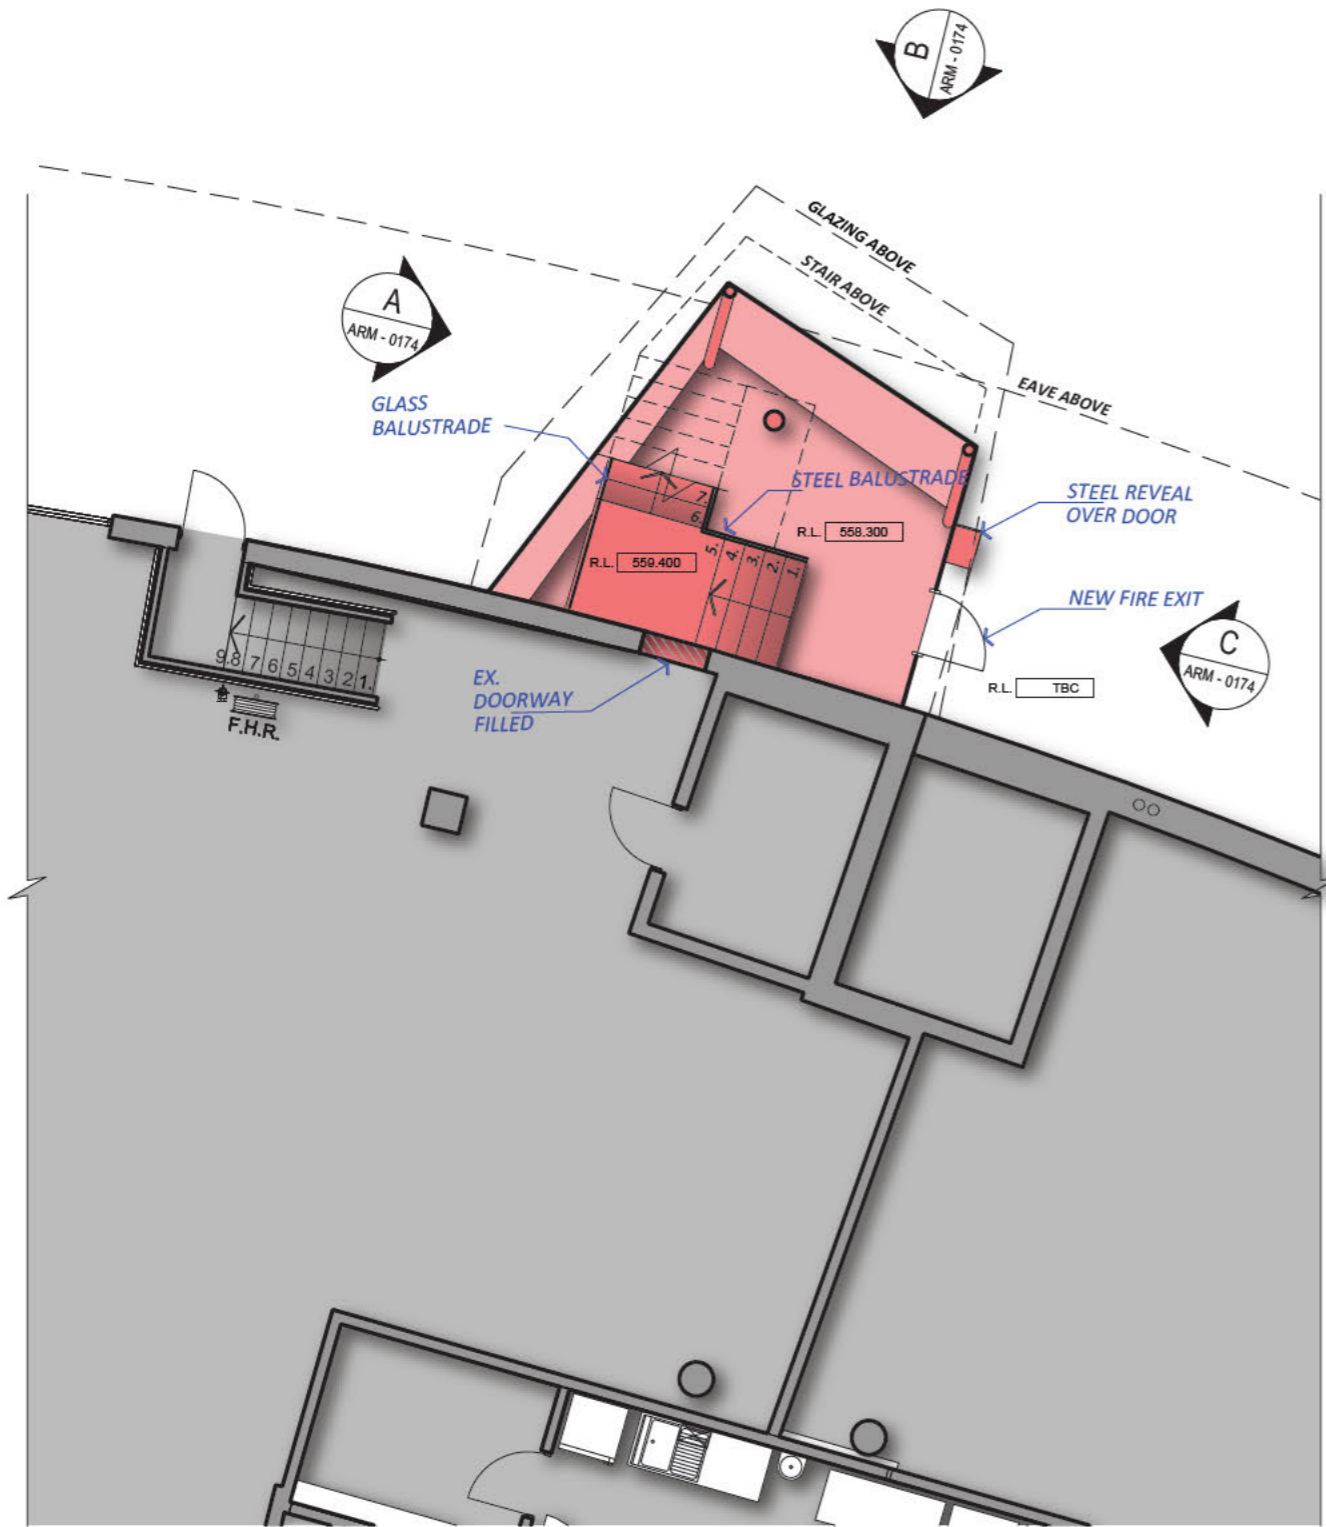 B
ARM - 0174
GLAZING ABOVE
STAIR ABOVE
A
ARM - 0174
EAVE ABOVE
GLASS
BALUSTRADE
STEEL BALUSTRADE
STEEL REVEAL
OVER DOOR
7.
6.
R.L. 558.300
5.
4.
3.
2.
1.
R.L. 559.400
NEW FIRE EXIT
C
ARM - 0174
R.L. TBC
9.8 7 6 5 4 3 2 1.
F.H.R.
EX.
DOORWAY
FILLED